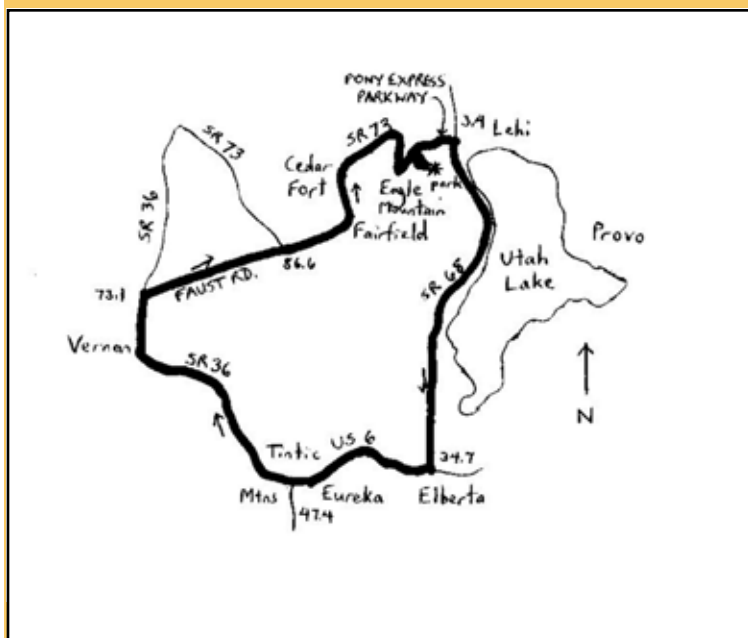 PONY EXPRESS
PARKWAY
3.9 Lehi
SR 73
SR 73
Cedar
Fort
Eagle
Mountain
park
SR 36
Fairfield
Provo
Utah
Lake
86.6
FAUST RD.
73.1
SR 68
Vernon
SR 36
N
Tintic
US 6
34.7
Mtns
Eureka
Elberta
47.4